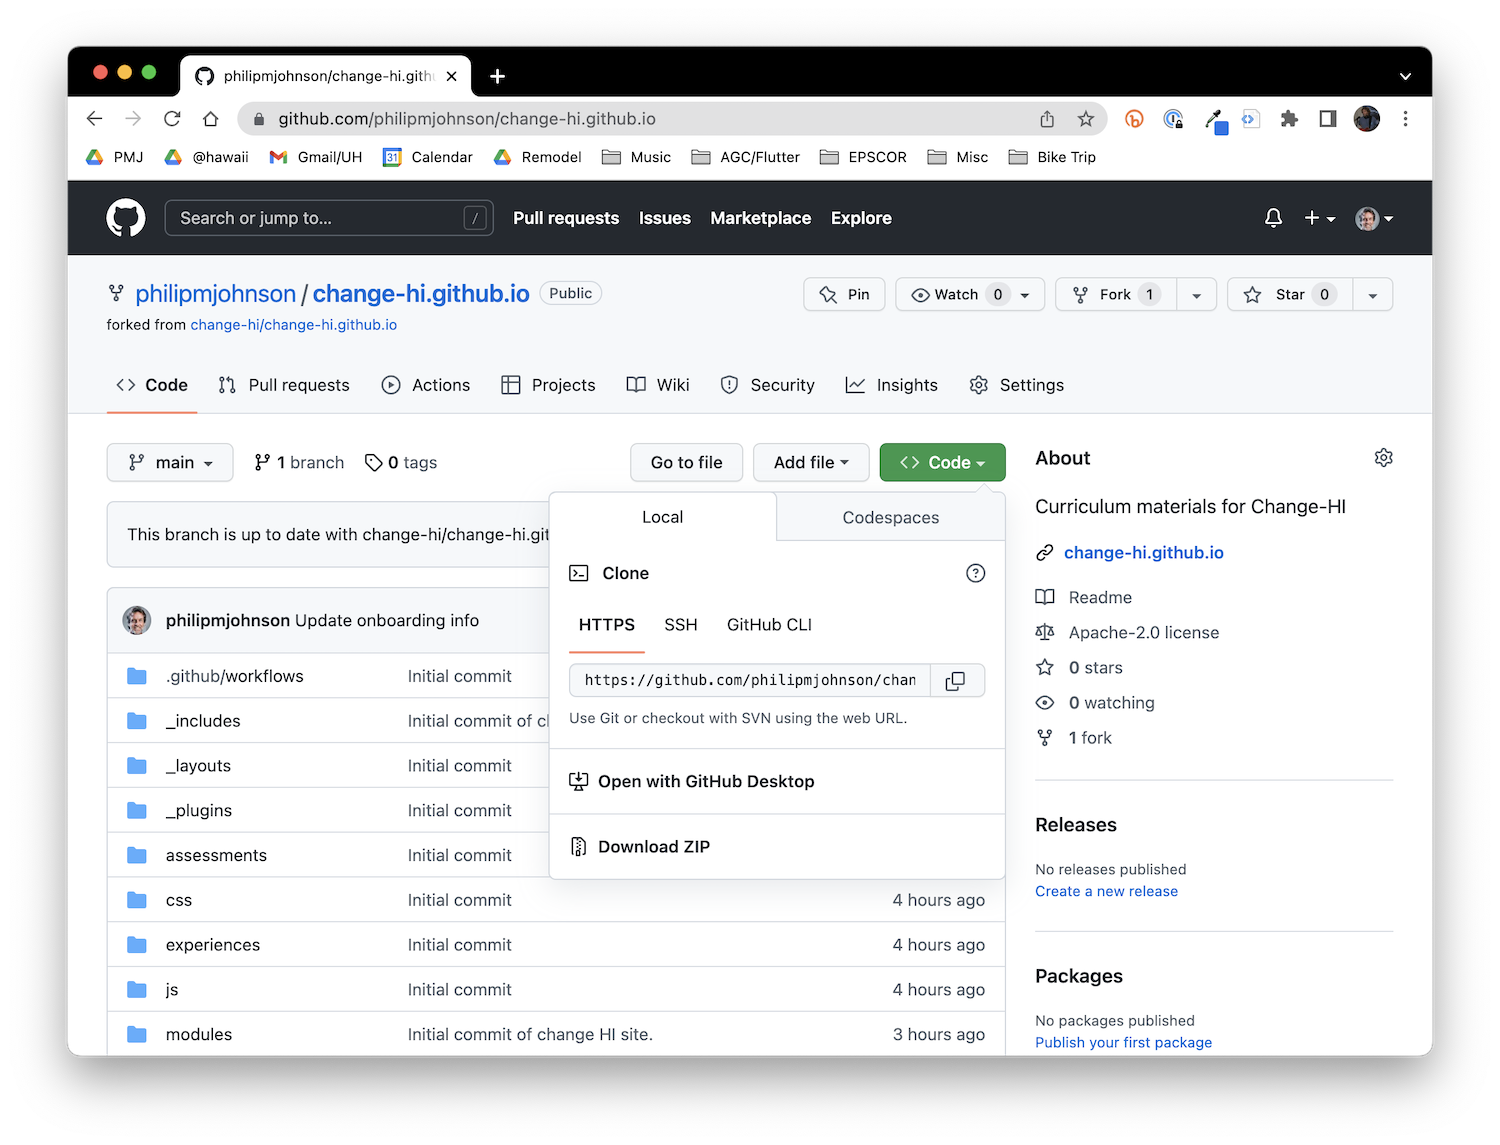 philipmjohnson/change-hi.gith
github.com/philipmjohnson/change-hi.github.io
PMJ @hawaii Gmail/UH 31 Calendar Remodel Music AGC/Flutter EPSCOR Misc Bike Trip
Search or jump to... / Pull requests Issues Marketplace Explore
philipmjohnson / change-hi.github.io Public
Pin Watch 0 Fork 1 Star 0
forked from change-hi/change-hi.github.io
<> Code Pull requests Actions Projects Wiki Security Insights Settings
main 1 branch 0 tags Go to file Add file <> Code
This branch is up to date with change-hi/change-hi.git
philipmjohnson Update onboarding info
.github/workflows Initial commit
_includes Initial commit of c
_layouts Initial commit
_plugins Initial commit
assessments Initial commit
css Initial commit 4 hours ago
experiences Initial commit 4 hours ago
js Initial commit 4 hours ago
modules Initial commit of change HI site. 3 hours ago
Local Codespaces
Clone
HTTPS SSH GitHub CLI
https://github.com/philipmjohnson/chan
Use Git or checkout with SVN using the web URL.
Open with GitHub Desktop
Download ZIP
About
Curriculum materials for Change-HI
change-hi.github.io
Readme
Apache-2.0 license
0 stars
0 watching
1 fork
Releases
No releases published
Create a new release
Packages
No packages published
Publish your first package